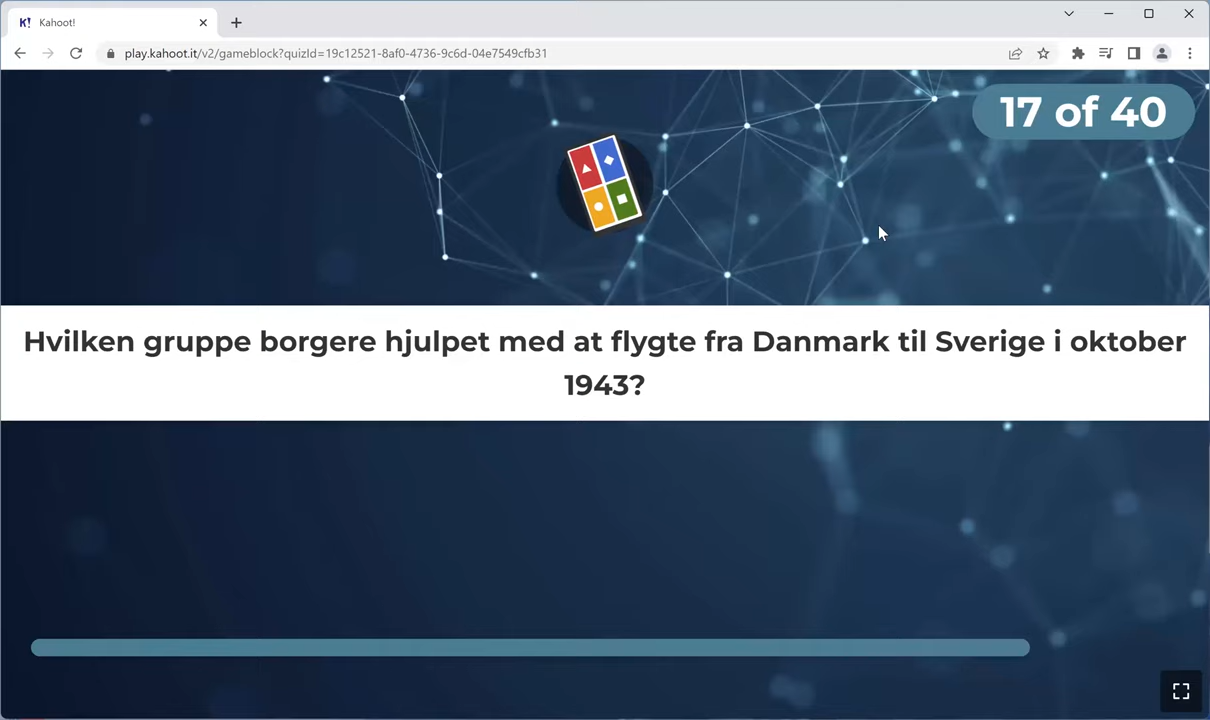 K! Kahoot!
play.kahoot.it/v2/gameblock?quizId=19c12521-8af0-4736-9c6d-04e7549cfb31
17 of 40
Hvilken gruppe borgere hjulpet med at flygte fra Danmark til Sverige i oktober
1943?